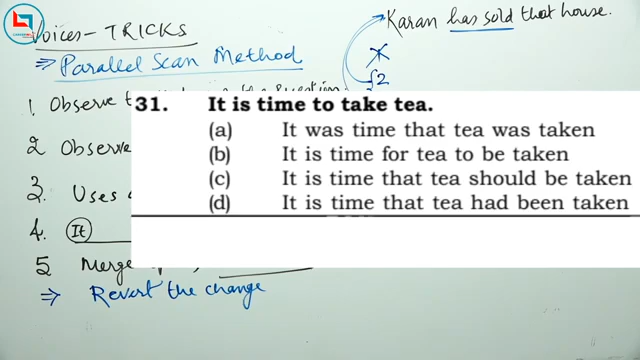 Voices - TRICKS
Karan has sold that house.
⇒ Parallel Scan Method
1. Observe
2 Observe
3. Uses
4. It
5 Merge
⇒ Revert the change
31. It is time to take tea.
(a) It was time that tea was taken
(b) It is time for tea to be taken
(c) It is time that tea should be taken
(d) It is time that tea had been taken